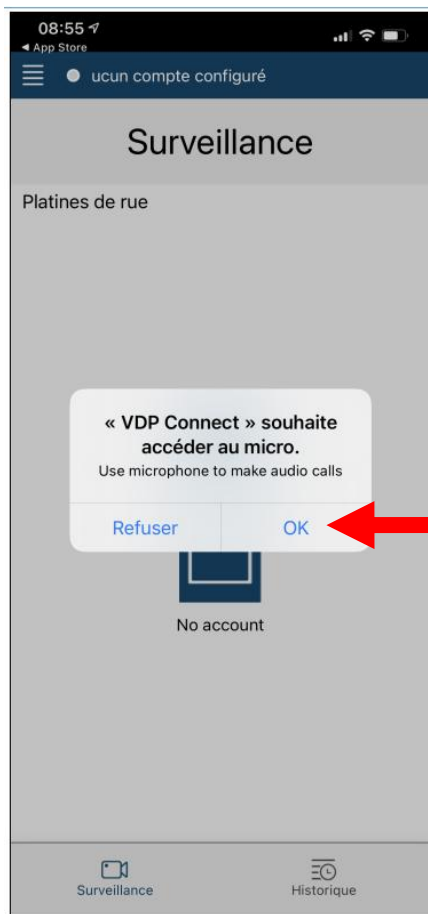 08:55
◀ App Store
ucun compte configuré
Surveillance
Platines de rue
« VDP Connect » souhaite
accéder au micro.
Use microphone to make audio calls
Refuser OK
No account
Surveillance Historique